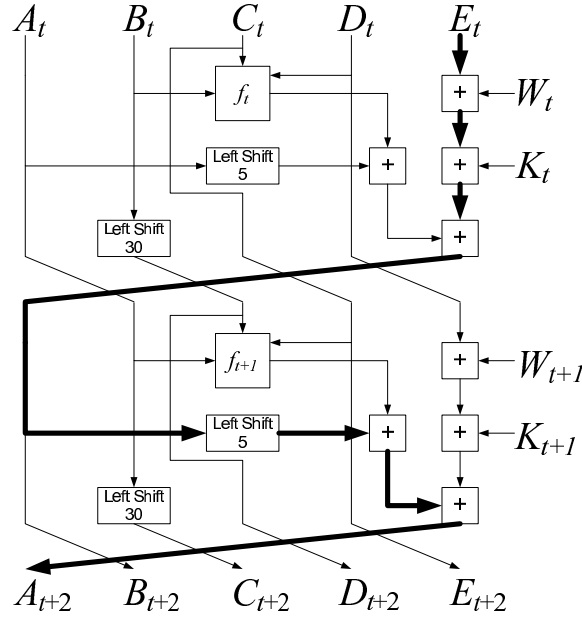 A_t B_t C_t D_t E_t
f_t
+
W_t
Left Shift
5
+
+
K_t
Left Shift
30
+
f_{t+1}
+
W_{t+1}
Left Shift
5
+
+
K_{t+1}
Left Shift
30
+
A_{t+2} B_{t+2} C_{t+2} D_{t+2} E_{t+2}